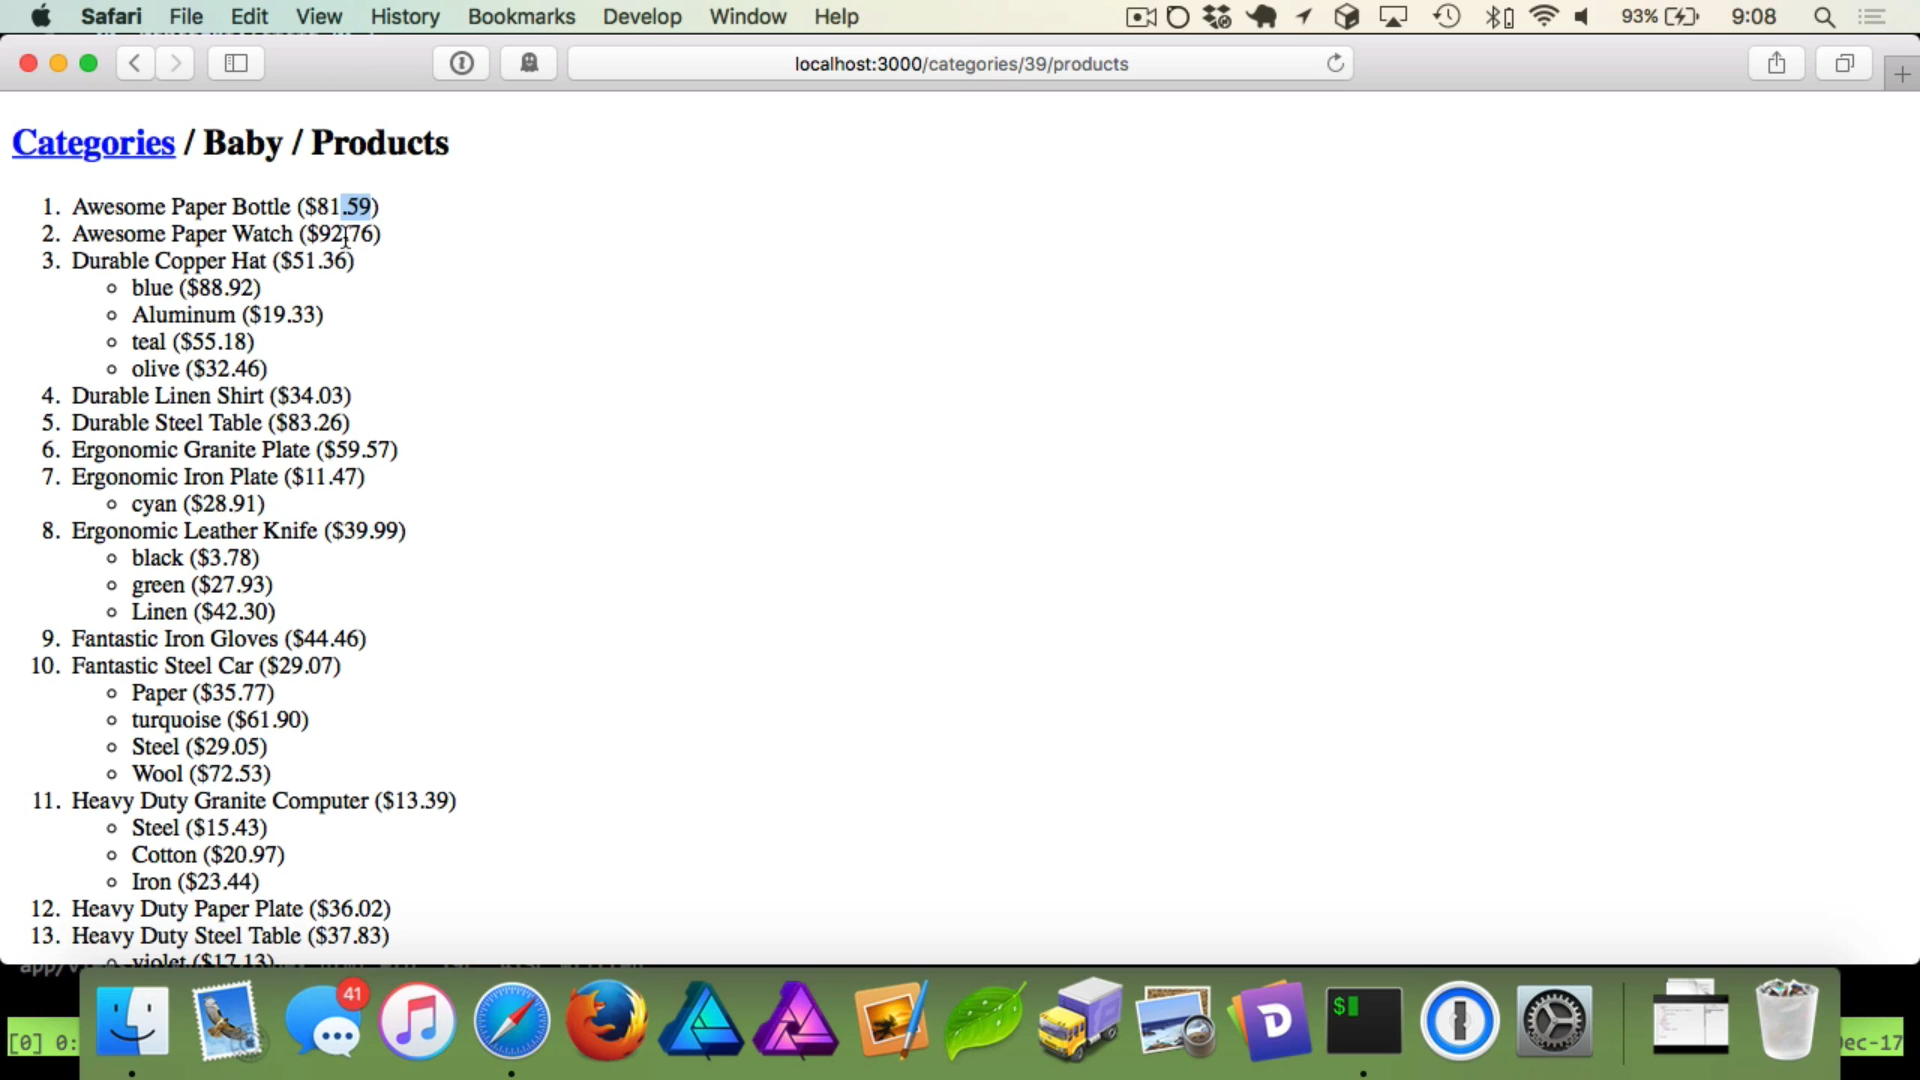 Safari File Edit View History Bookmarks Develop Window Help 93% 9:08
localhost:3000/categories/39/products
Categories / Baby / Products
1. Awesome Paper Bottle ($81.59)
2. Awesome Paper Watch ($92.76)
3. Durable Copper Hat ($51.36)
blue ($88.92)
Aluminum ($19.33)
teal ($55.18)
olive ($32.46)
4. Durable Linen Shirt ($34.03)
5. Durable Steel Table ($83.26)
6. Ergonomic Granite Plate ($59.57)
7. Ergonomic Iron Plate ($11.47)
cyan ($28.91)
8. Ergonomic Leather Knife ($39.99)
black ($3.78)
green ($27.93)
Linen ($42.30)
9. Fantastic Iron Gloves ($44.46)
10. Fantastic Steel Car ($29.07)
Paper ($35.77)
turquoise ($61.90)
Steel ($29.05)
Wool ($72.53)
11. Heavy Duty Granite Computer ($13.39)
Steel ($15.43)
Cotton ($20.97)
Iron ($23.44)
12. Heavy Duty Paper Plate ($36.02)
13. Heavy Duty Steel Table ($37.83)
violet ($17.13)
41
$
[0] 0: ec-17